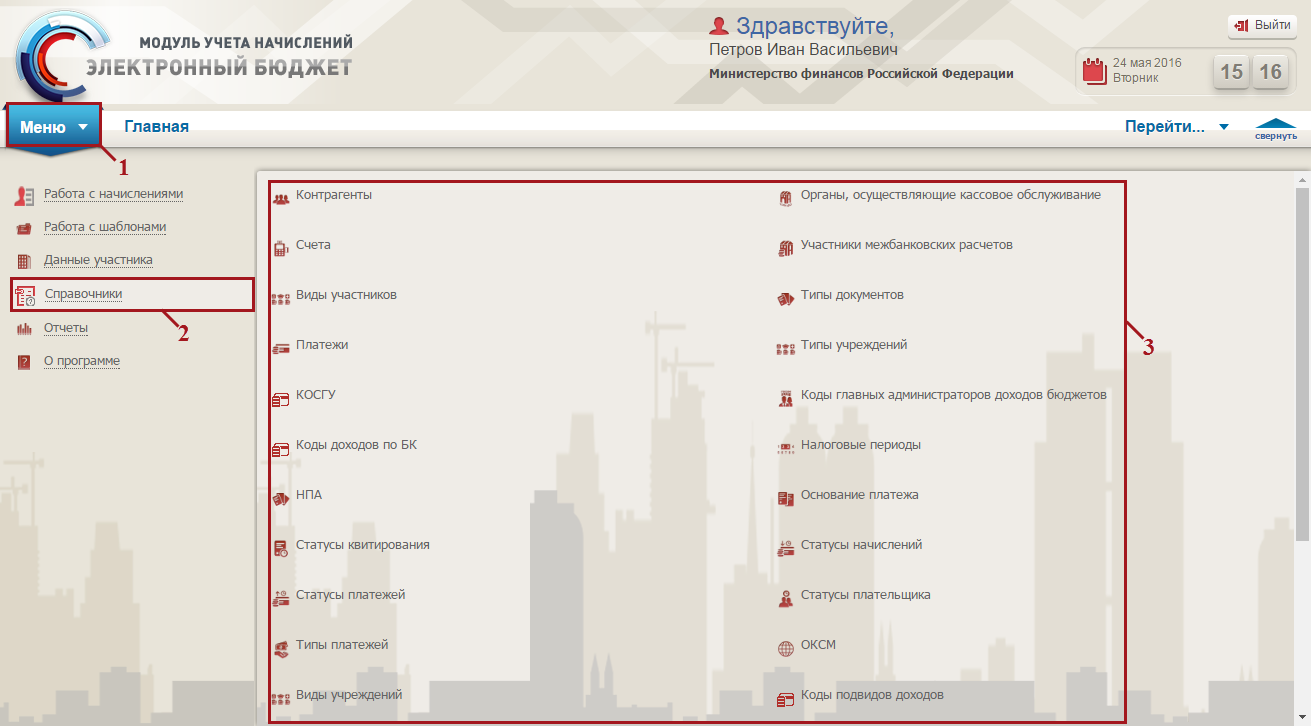 МОДУЛЬ УЧЕТА НАЧИСЛЕНИЙ
ЭЛЕКТРОННЫЙ БЮДЖЕТ
Здравствуйте,
Петров Иван Васильевич
Министерство финансов Российской Федерации
Выйти
24 мая 2016
Вторник
15 16
Меню
Главная
Перейти...
свернуть
1
Работа с начислениями
Работа с шаблонами
Данные участника
Справочники
2
Отчеты
О программе
Контрагенты
Органы, осуществляющие кассовое обслуживание
Счета
Участники межбанковских расчетов
Виды участников
Типы документов
3
Платежи
Типы учреждений
КОСГУ
Коды главных администраторов доходов бюджетов
Коды доходов по БК
Налоговые периоды
НПА
Основание платежа
Статусы квитирования
Статусы начислений
Статусы платежей
Статусы плательщика
Типы платежей
ОКСМ
Виды учреждений
Коды подвидов доходов